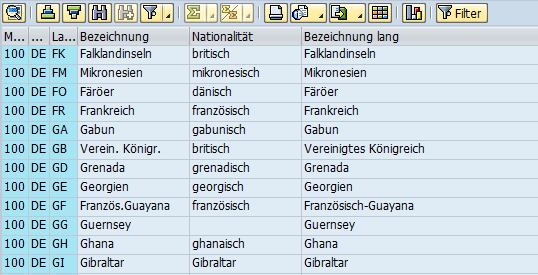 Filter
M... ... La... Bezeichnung Nationalität Bezeichnung lang
100 DE FK Falklandinseln britisch Falklandinseln
100 DE FM Mikronesien mikronesisch Mikronesien
100 DE FO Färöer dänisch Färöer
100 DE FR Frankreich französisch Frankreich
100 DE GA Gabun gabunisch Gabun
100 DE GB Verein. Königr. britisch Vereinigtes Königreich
100 DE GD Grenada grenadisch Grenada
100 DE GE Georgien georgisch Georgien
100 DE GF Französ.Guayana französisch Französisch-Guayana
100 DE GG Guernsey Guernsey
100 DE GH Ghana ghanaisch Ghana
100 DE GI Gibraltar Gibraltar Gibraltar